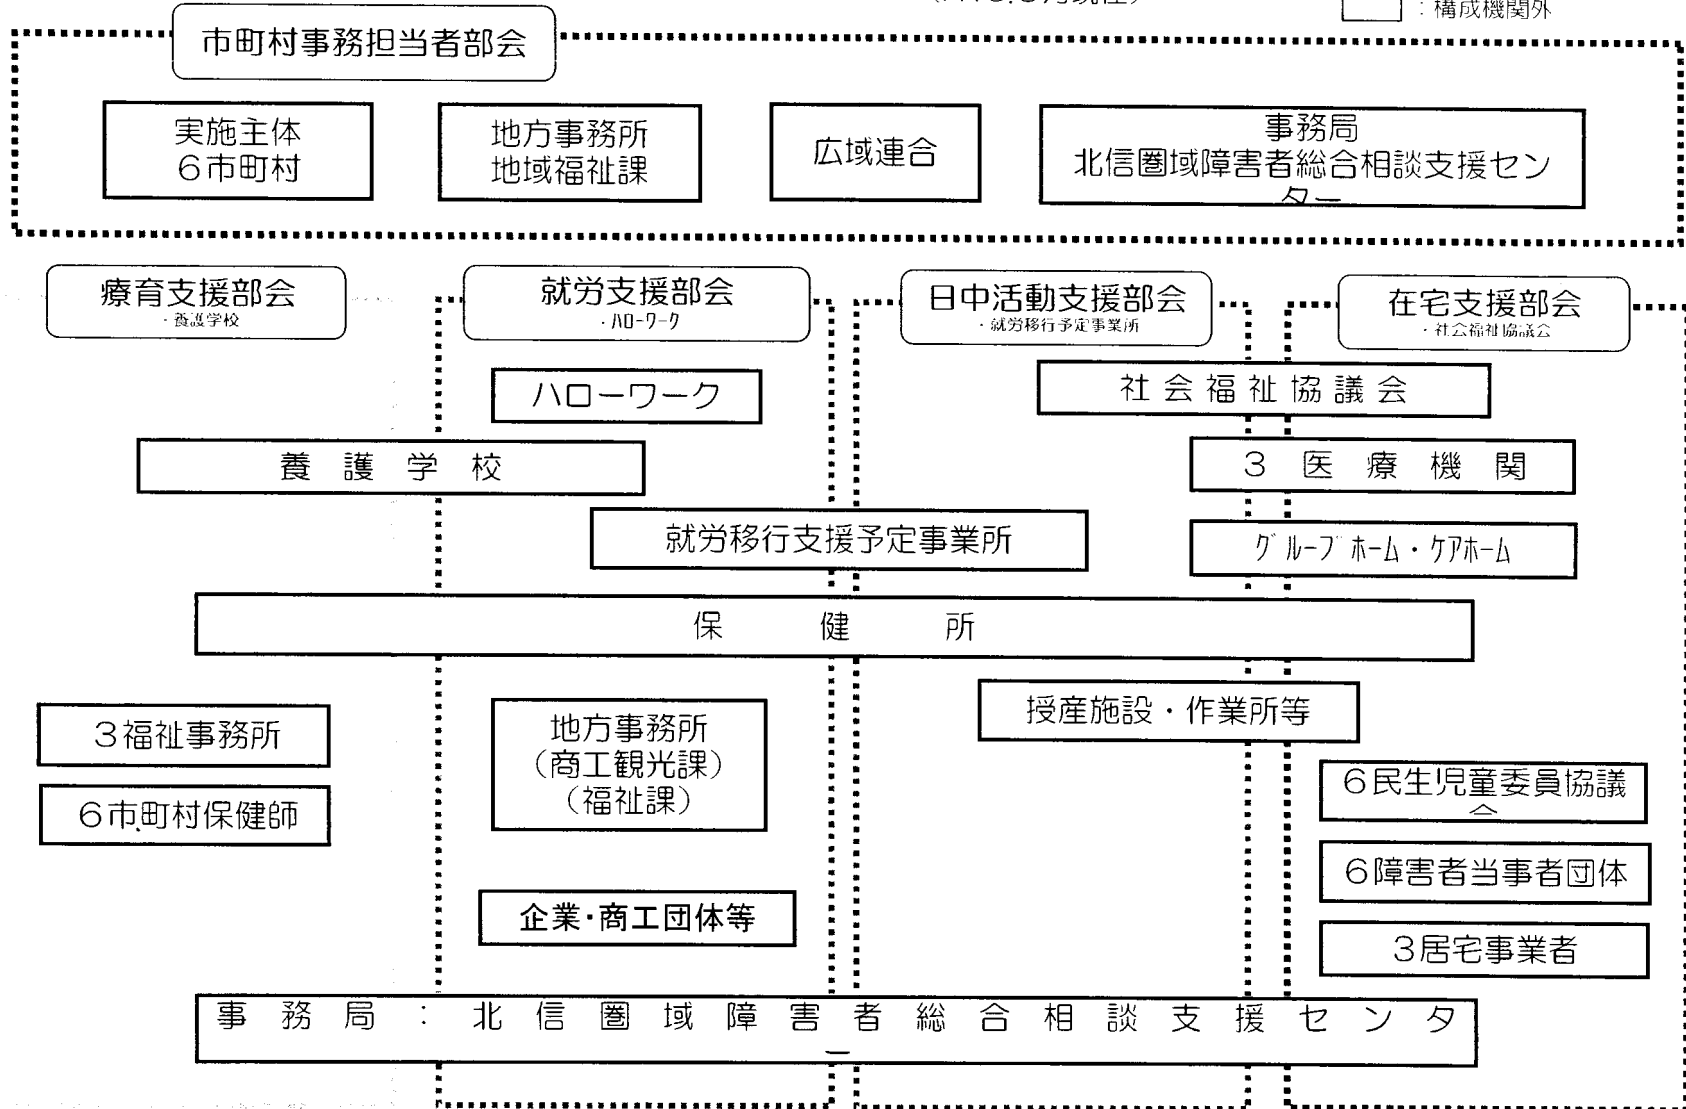 ：構成機関外
市町村事務担当者部会
実施主体
６市町村
地方事務所
地域福祉課
広域連合
事務局
北信圏域障害者総合相談支援セン
ター
療育支援部会
・養護学校
就労支援部会
・ﾊﾛｰﾜｰｸ
日中活動支援部会
・就労移行予定事業所
在宅支援部会
・社会福祉協議会
ハローワーク
社会福祉協議会
養護学校
３医療機関
就労移行支援予定事業所
ｸﾞﾙｰﾌﾟﾎｰﾑ・ｹｱﾎｰﾑ
保健所
授産施設・作業所等
３福祉事務所
地方事務所
（商工観光課）
（福祉課）
６市町村保健師
６民生児童委員協議
会
６障害者当事者団体
企業・商工団体等
３居宅事業者
事務局：北信圏域障害者総合相談支援センタ
ー